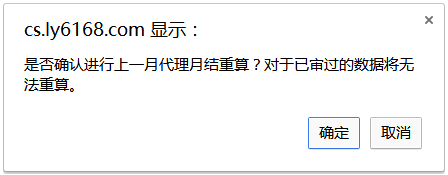 cs.ly6168.com 显示：
是否确认进行上一月代理月结重算？对于已审过的数据将无
法重算。
确定
取消